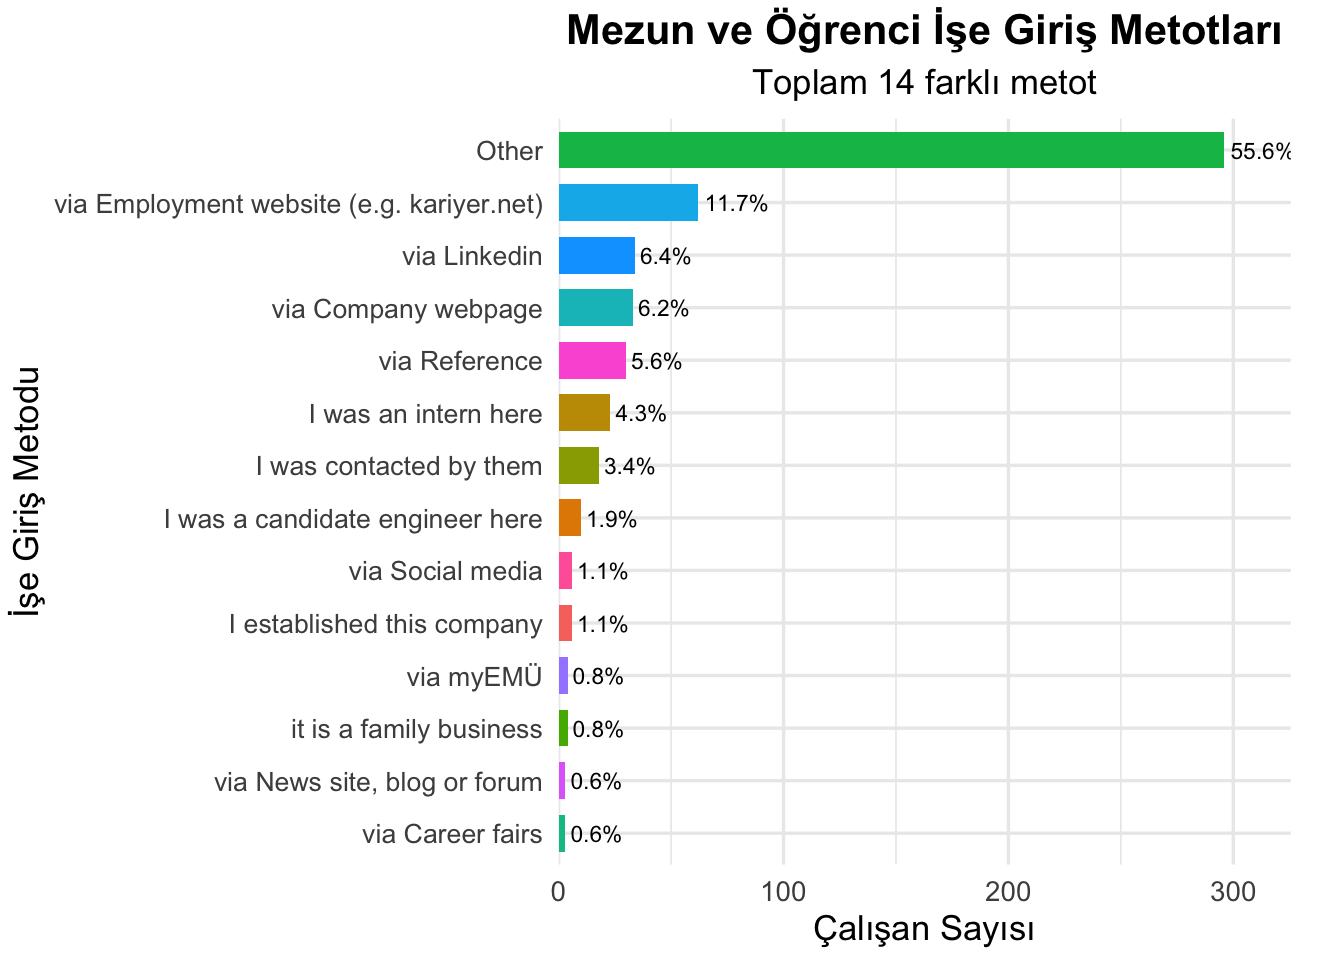 Mezun ve Öğrenci İşe Giriş Metotları
Toplam 14 farklı metot
İşe Giriş Metodu
Other 55.6%
via Employment website (e.g. kariyer.net) 11.7%
via Linkedin 6.4%
via Company webpage 6.2%
via Reference 5.6%
I was an intern here 4.3%
I was contacted by them 3.4%
I was a candidate engineer here 1.9%
via Social media 1.1%
I established this company 1.1%
via myEMÜ 0.8%
it is a family business 0.8%
via News site, blog or forum 0.6%
via Career fairs 0.6%
0 100 200 300
Çalışan Sayısı